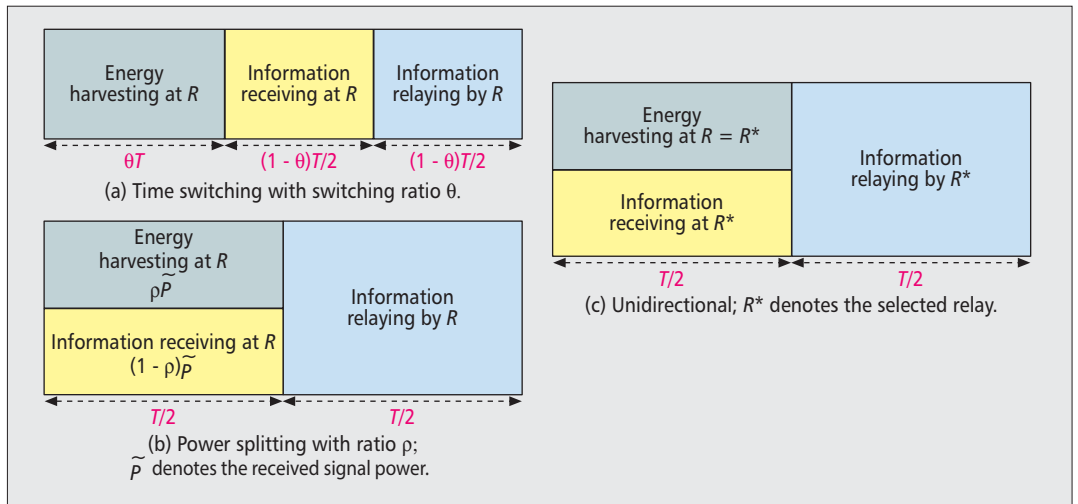 Energy
harvesting at R
Information
receiving at R
Information
relaying by R
θT
(1 - θ)T/2
(1 - θ)T/2
(a) Time switching with switching ratio θ.
Energy
harvesting at R
ρP̃
Information receiving at R
(1 - ρ)P̃
Information
relaying by R
T/2
T/2
(b) Power splitting with ratio ρ;
P̃ denotes the received signal power.
Energy
harvesting at R = R*
Information
receiving at R*
Information
relaying by R*
T/2
T/2
(c) Unidirectional; R* denotes the selected relay.